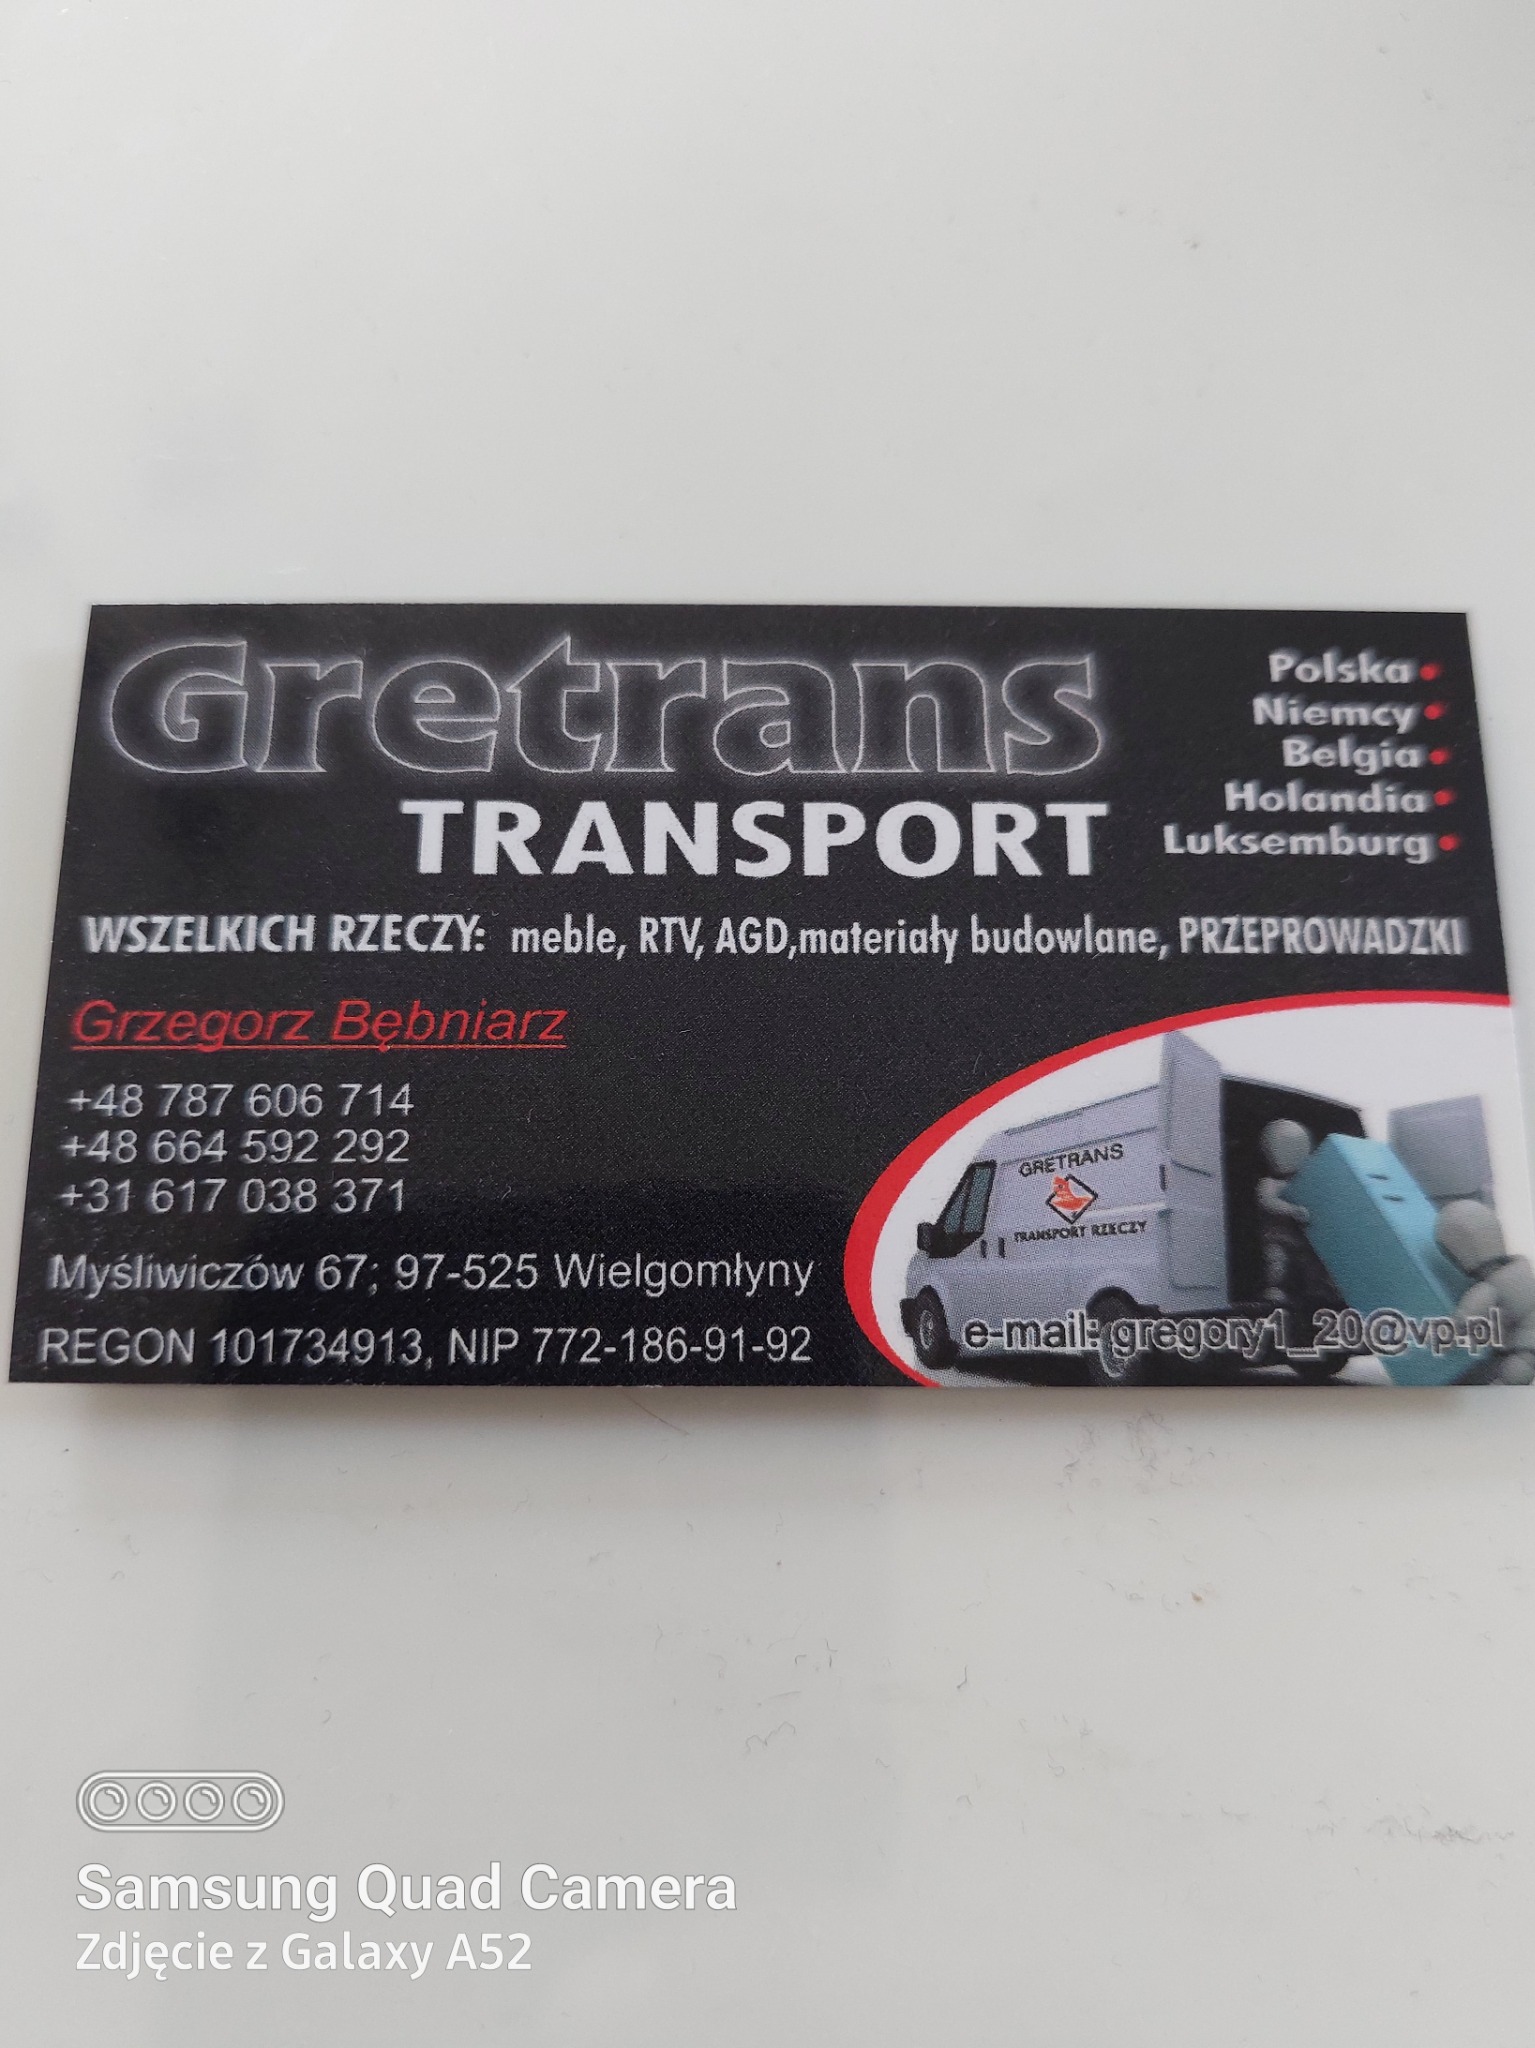 Gretrans
TRANSPORT
Polska
Niemcy
Belgia
Holandia
Luksemburg
WSZELKICH RZECZY: meble, RTV, AGD,materiały budowlane, PRZEPROWADZKI
Grzegorz Bębniarz
+48 787 606 714
+48 664 592 292
+31 617 038 371
Myśliwiczów 67; 97-525 Wielgomłyny
REGON 101734913, NIP 772-186-91-92
GRETRANS
TRANSPORT RZECZY
e-mail: gregory1_20@vp.pl
Samsung Quad Camera
Zdjęcie z Galaxy A52